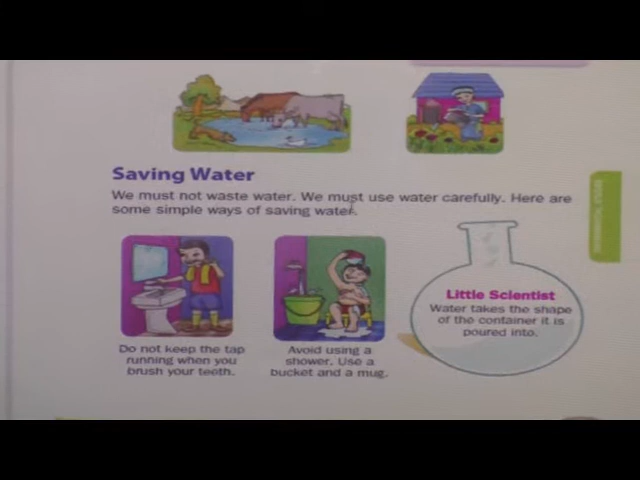 Saving Water
We must not waste water. We must use water carefully. Here are
some simple ways of saving water.
Do not keep the tap
running when you
brush your teeth.
Avoid using a
shower. Use a
bucket and a mug.
Little Scientist
Water takes the shape
of the container it is
poured into.